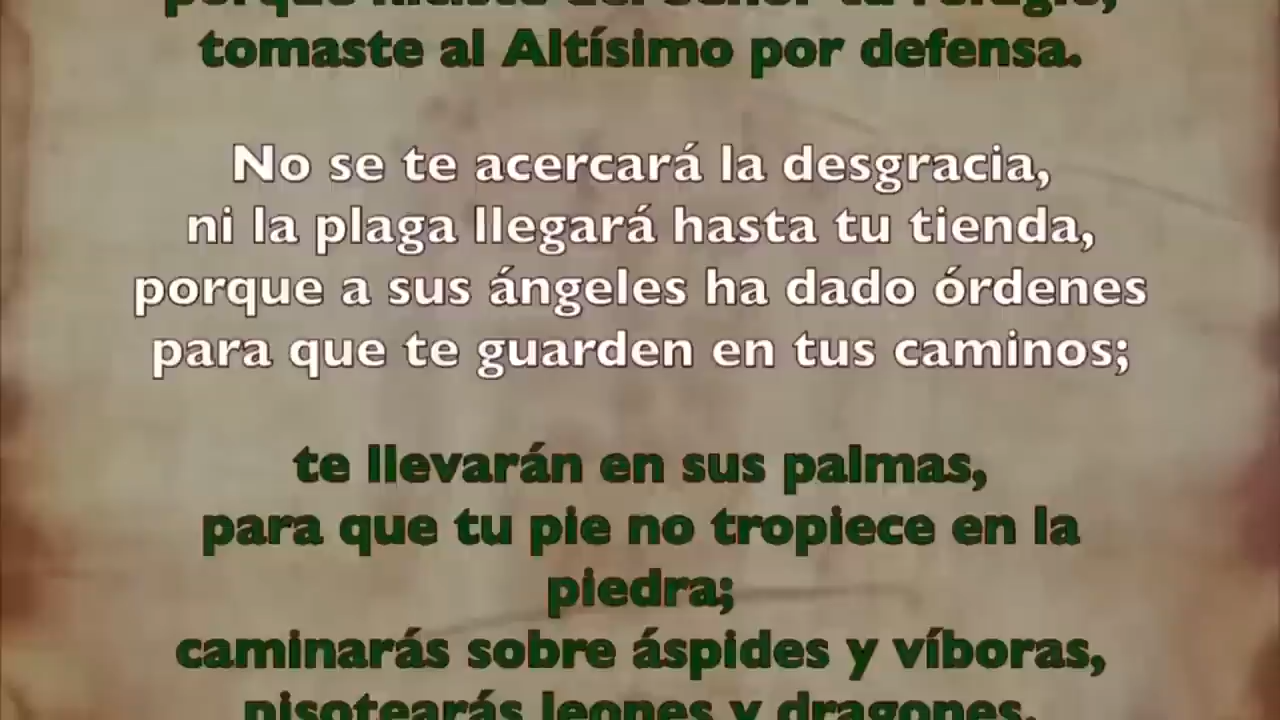 porque hiciste del Señor tu refugio,
tomaste al Altísimo por defensa.
No se te acercará la desgracia,
ni la plaga llegará hasta tu tienda,
porque a sus ángeles ha dado órdenes
para que te guarden en tus caminos;
te llevarán en sus palmas,
para que tu pie no tropiece en la
piedra;
caminarás sobre áspides y víboras,
pisotearás leones y dragones.